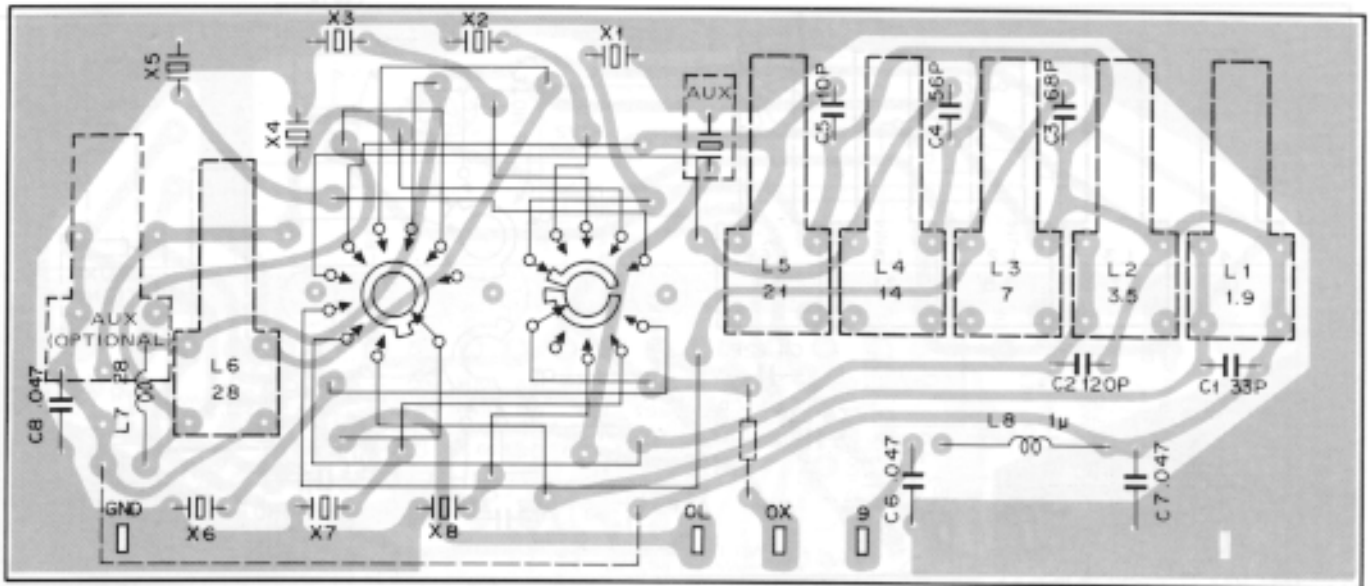 X3
X2
X1
X5
X4
AUX
C5 10P
C4 56P
C3 68P
L5
21
L4
14
L3
7
L2
3.5
L1
1.9
AUX
(OPTIONAL)
L6
28
C8 .047
L7 28
C2 120P
C1 33P
L8 1μ
C6 .047
C7 .047
GND
X6
X7
X8
OL
OX
9